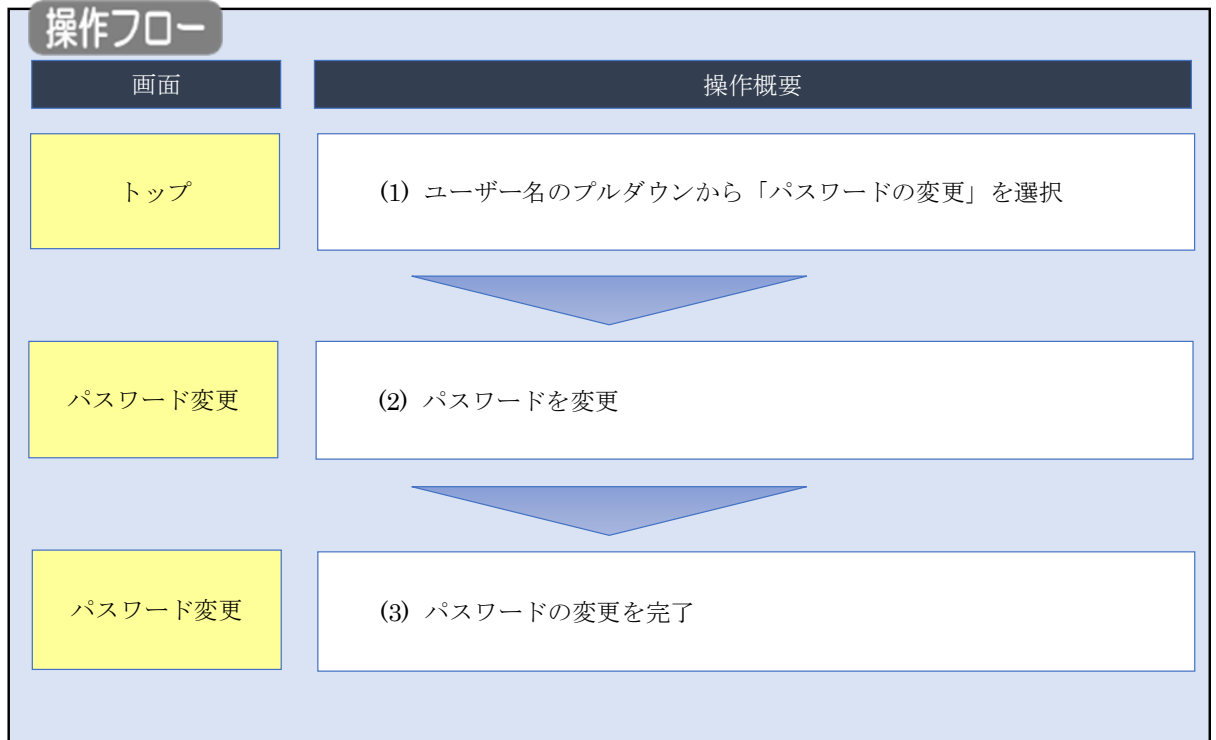 操作フロー
画面
操作概要
トップ
(1) ユーザー名のプルダウンから「パスワードの変更」を選択
パスワード変更
(2) パスワードを変更
パスワード変更
(3) パスワードの変更を完了